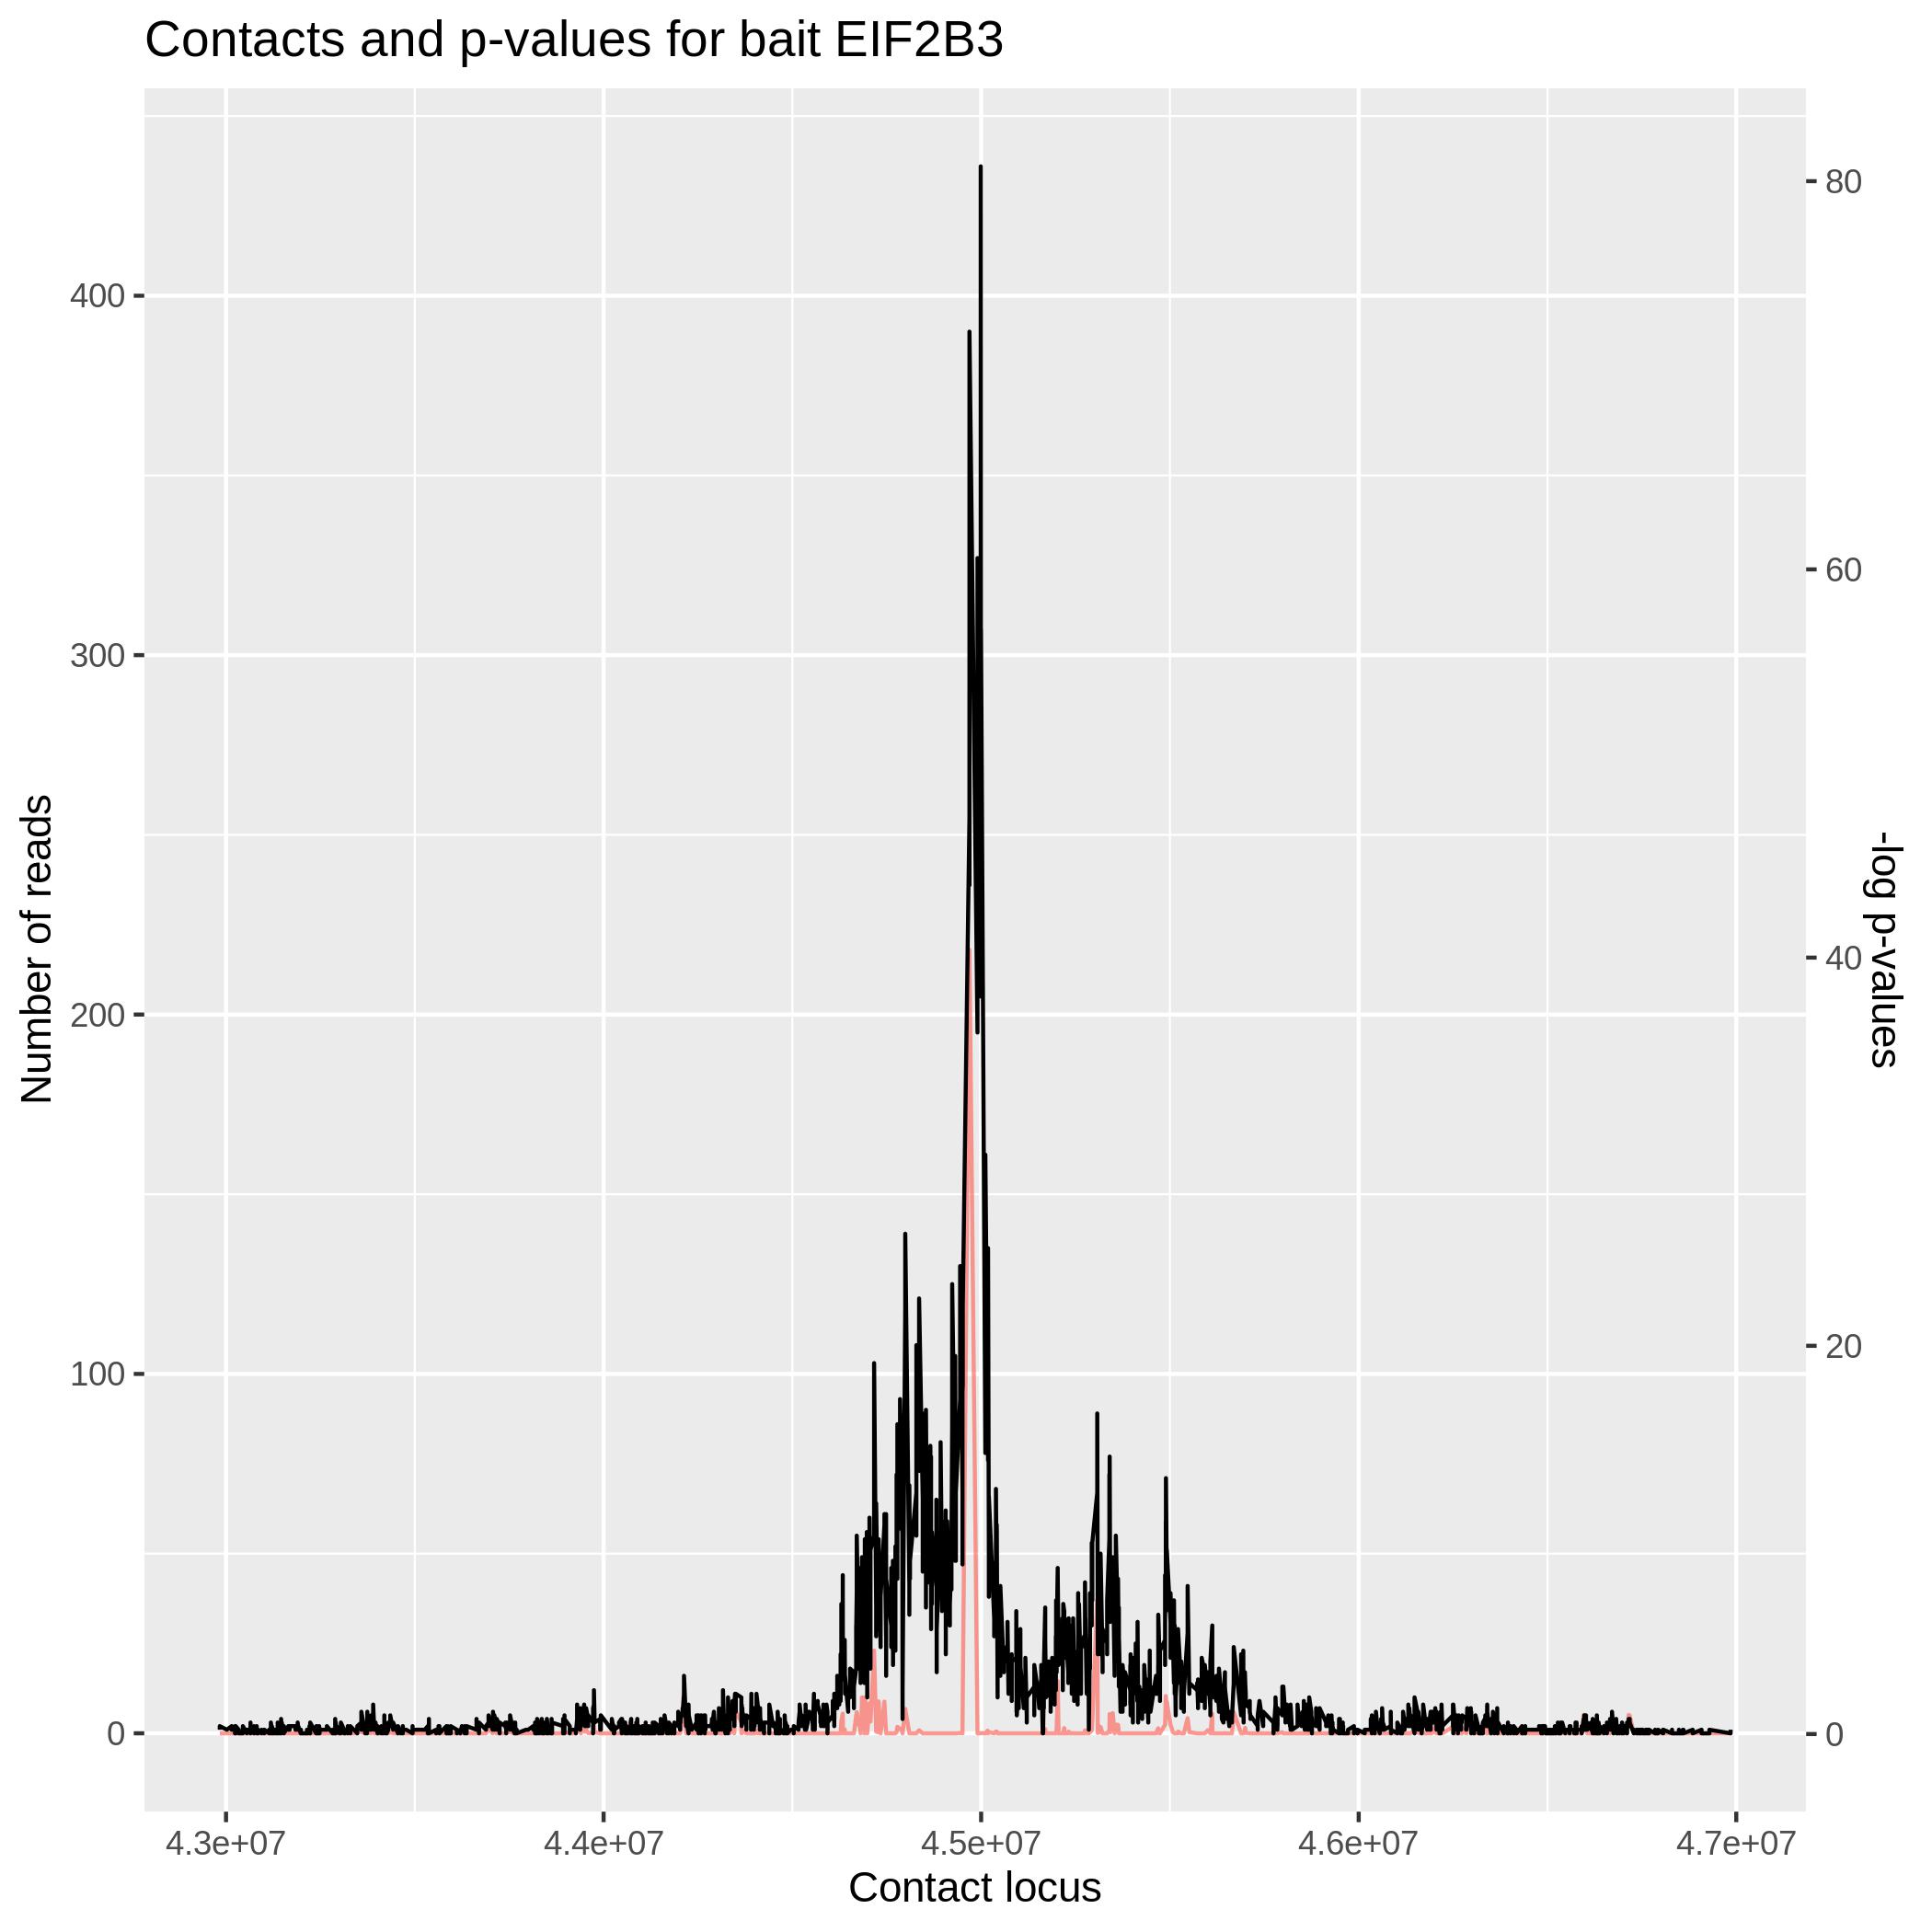 Contacts and p-values for bait EIF2B3
Number of reads
400
300
200
100
0
80
60
40
20
0
-log p-values
4.3e+07
4.4e+07
4.5e+07
4.6e+07
4.7e+07
Contact locus